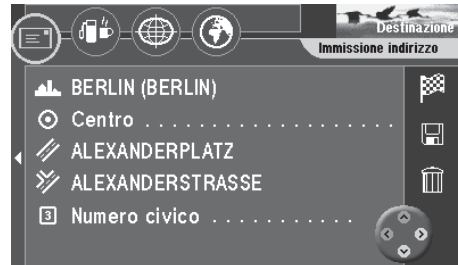 Destinazione
Immissione indirizzo
BERLIN (BERLIN)
Centro . . . . . . . . . . . . . . . . . . . .
ALEXANDERPLATZ
ALEXANDERSTRASSE
3 Numero civico . . . . . . . . . . . .